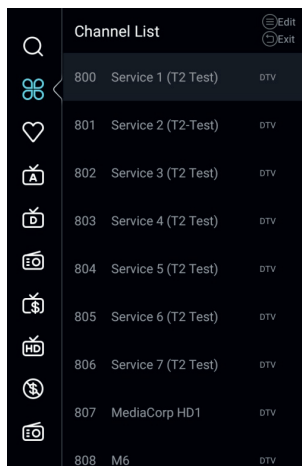 Channel List
Edit
Exit
800 Service 1 (T2 Test) DTV
801 Service 2 (T2-Test) DTV
A
802 Service 3 (T2 Test) DTV
D
803 Service 4 (T2 Test) DTV
804 Service 5 (T2 Test) DTV
$
805 Service 6 (T2 Test) DTV
HD
806 Service 7 (T2 Test) DTV
$
807 MediaCorp HD1 DTV
808 M6 DTV